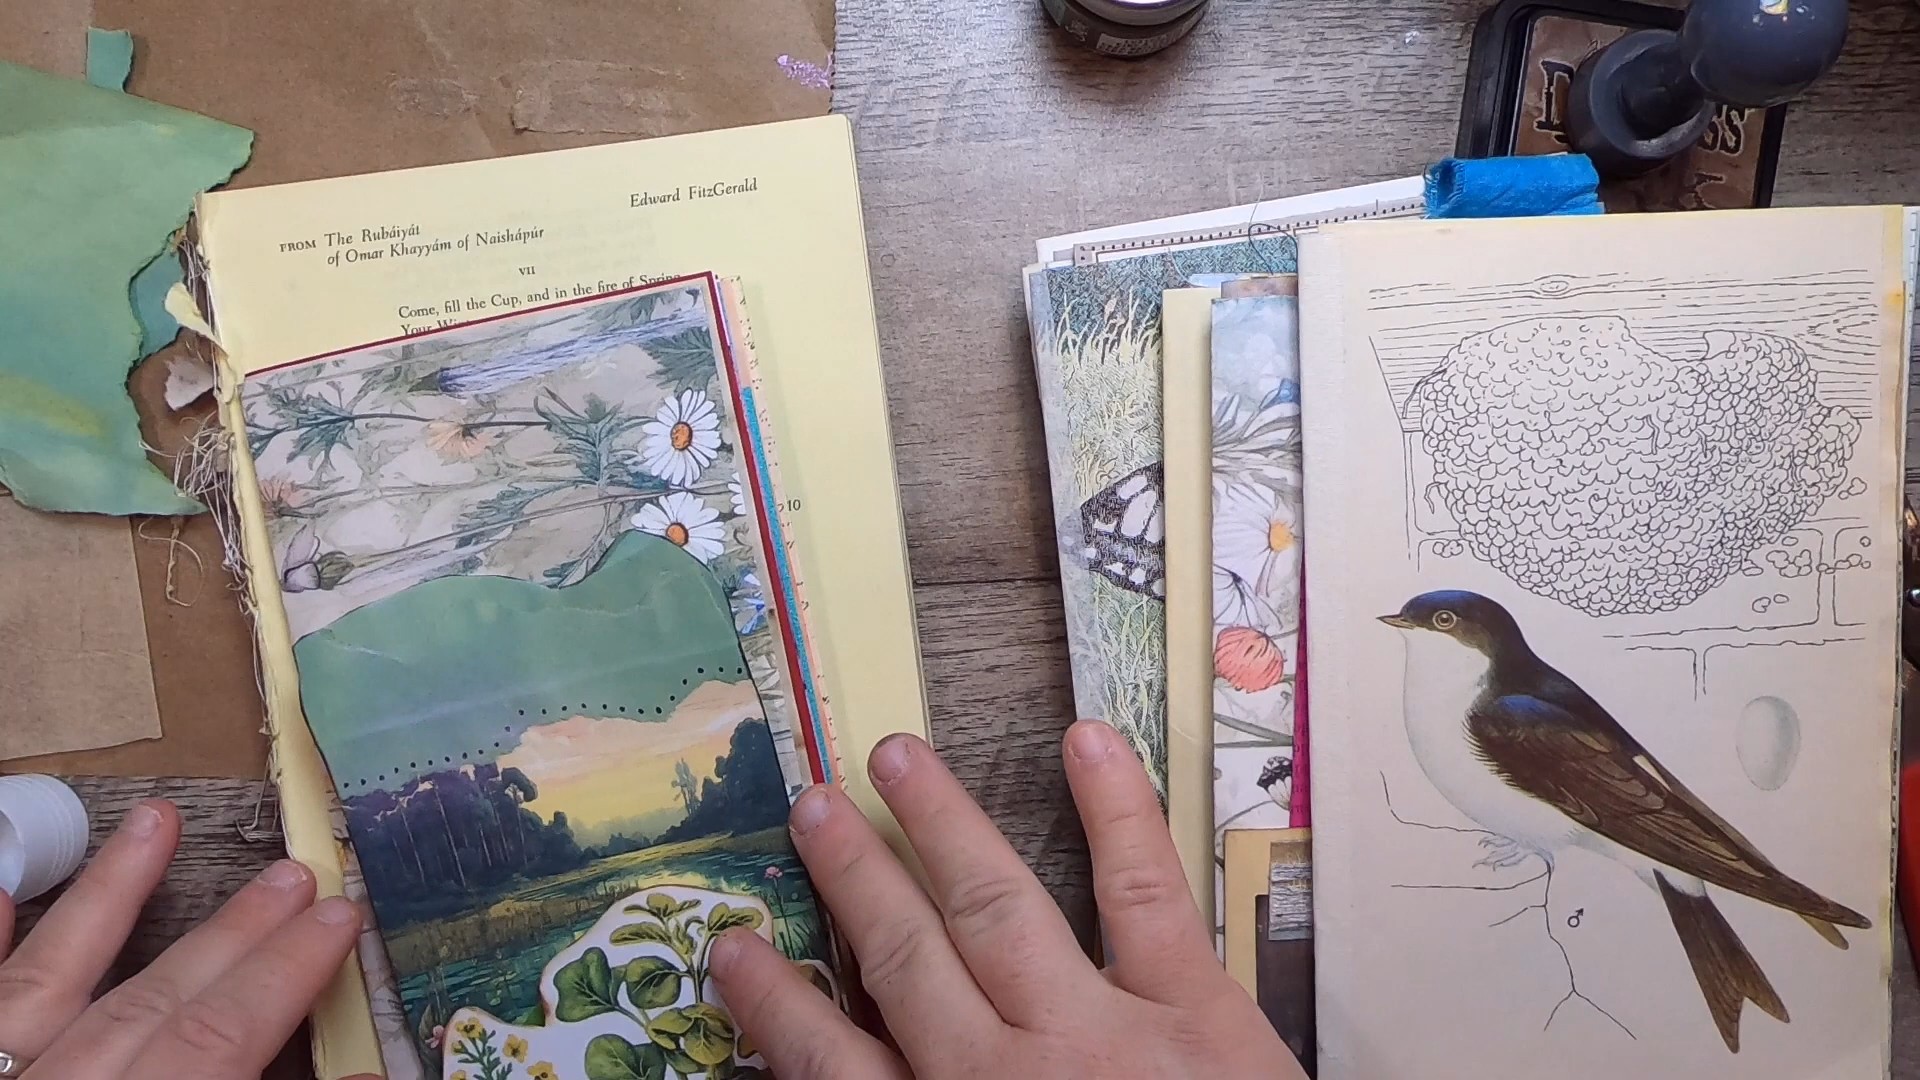 Edward FitzGerald
FROM The Rubáiyát
of Omar Khayyám of Naishápúr
VII
Come, fill the Cup, and in the fire of Spring
Your
10
♂